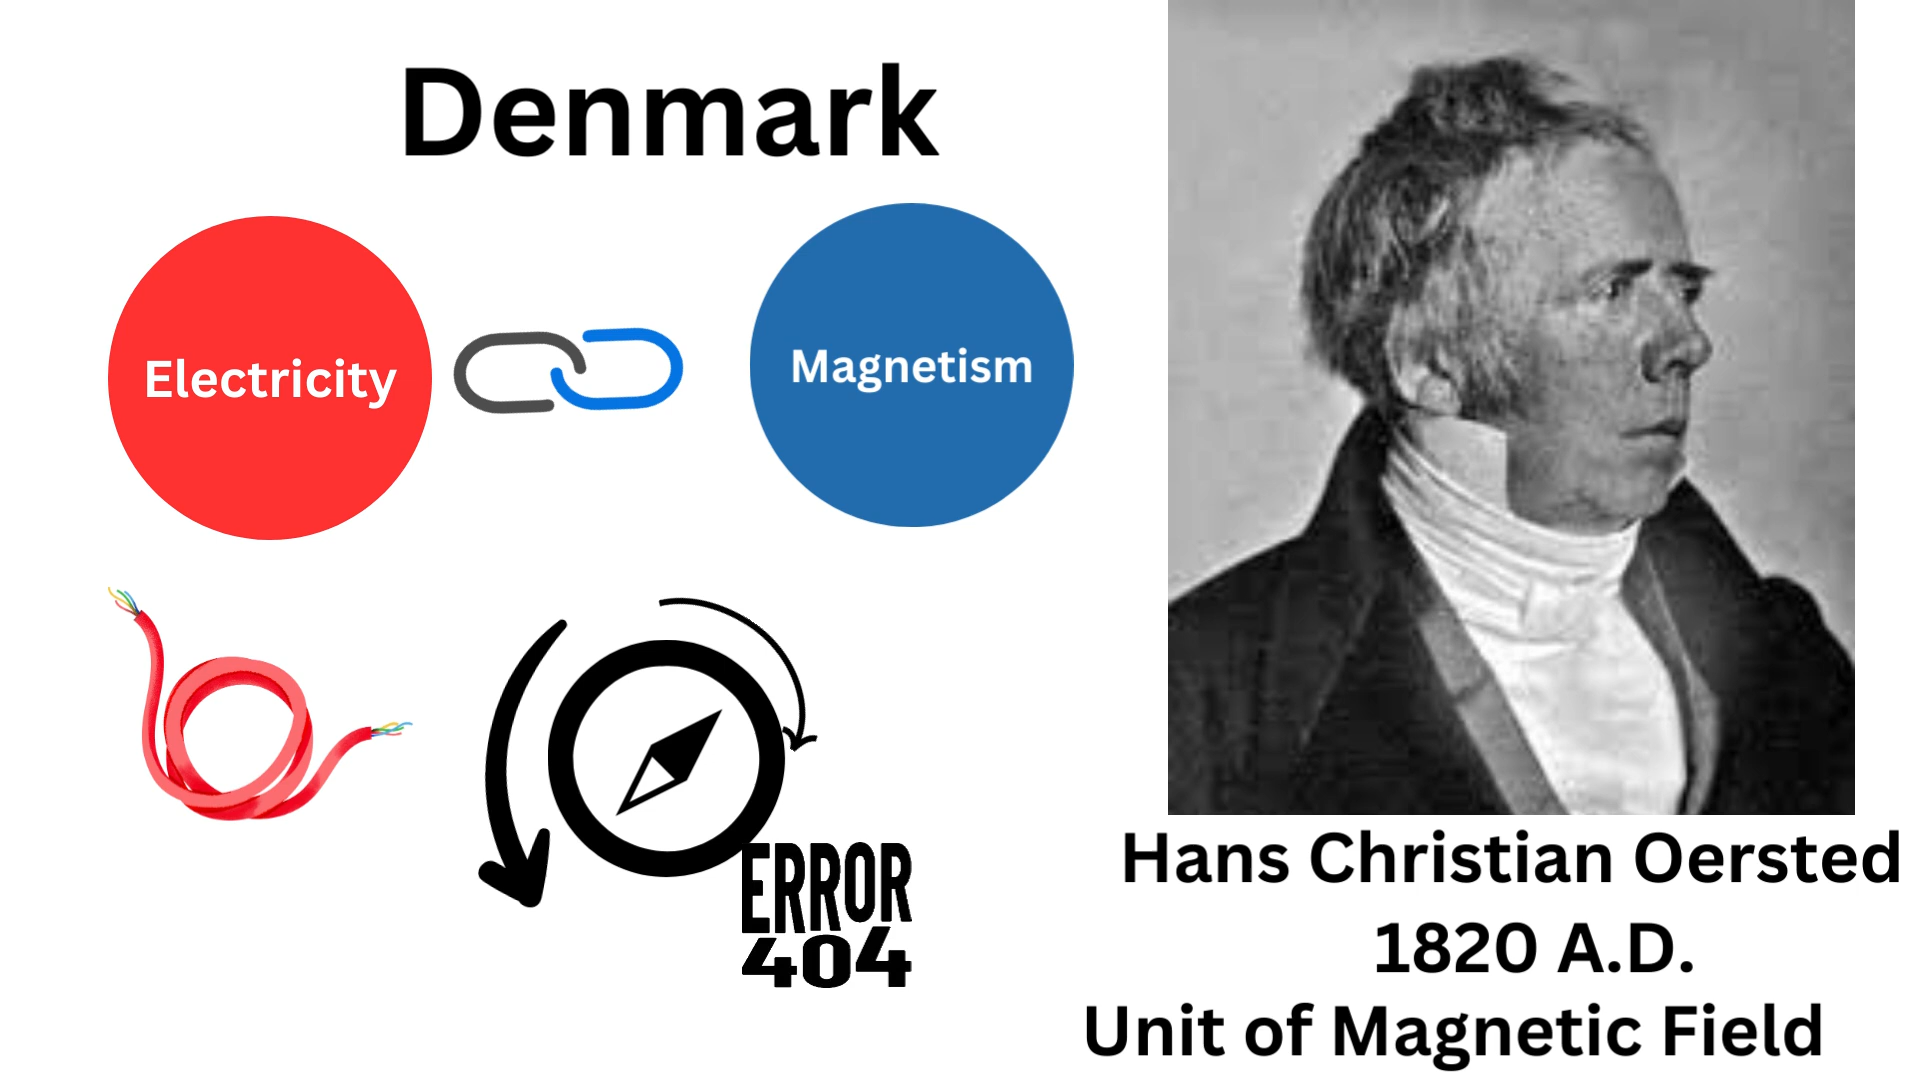 Denmark
Electricity
Magnetism
ERROR
404
Hans Christian Oersted
1820 A.D.
Unit of Magnetic Field